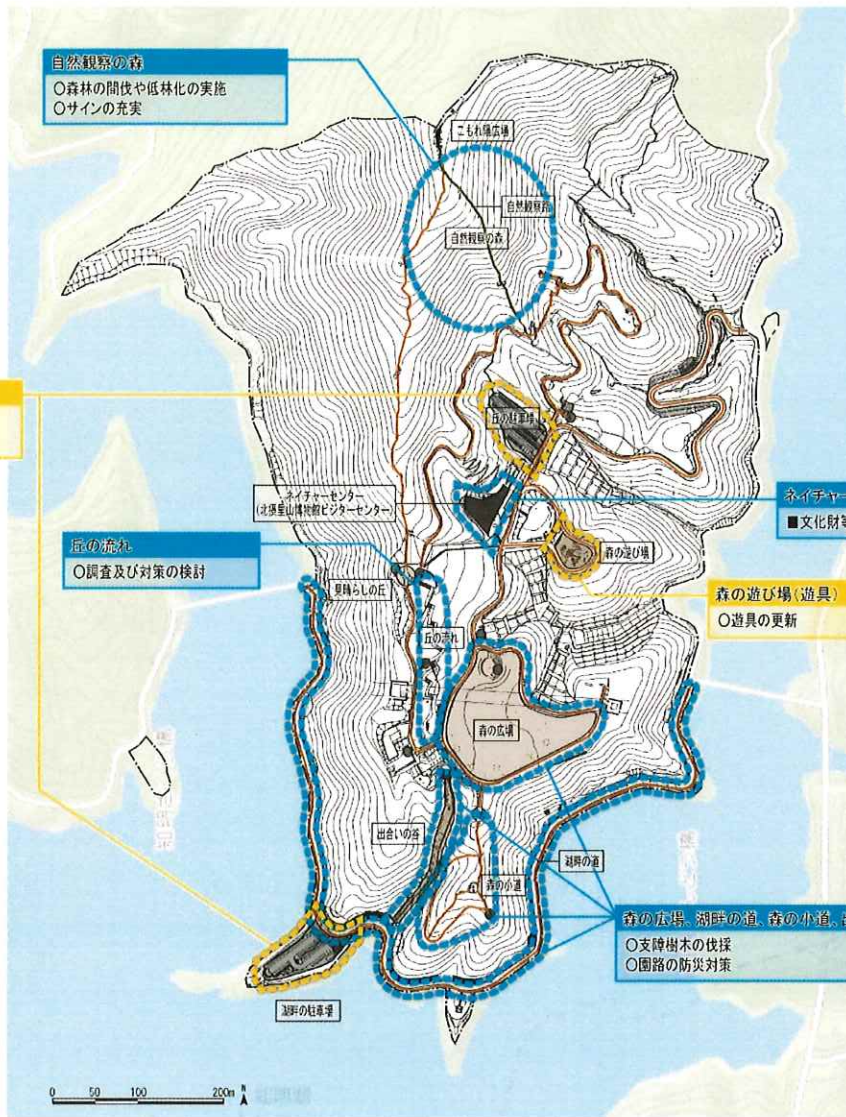 自然観察の森
○森林の間伐や低林化の実施
○サインの充実
こもれ陽広場
自然観察路
自然観察の森
丘の駐車場
ネイチャーセンター
(北摂里山博物館ビジターセンター)
ネイチャー
■文化財等
丘の流れ
○調査及び対策の検討
見晴らしの丘
丘の流れ
森の遊び場
森の遊び場(遊具)
○遊具の更新
森の広場
出合いの谷
湖畔の道
森の小道
森の広場、湖畔の道、森の小道、
○支障樹木の伐採
○園路の防災対策
湖畔の駐車場
0 50 100 200m N